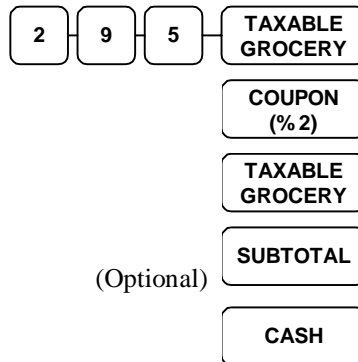 2 9 5 TAXABLE
GROCERY
COUPON
(%2)
TAXABLE
GROCERY
SUBTOTAL
(Optional)
CASH